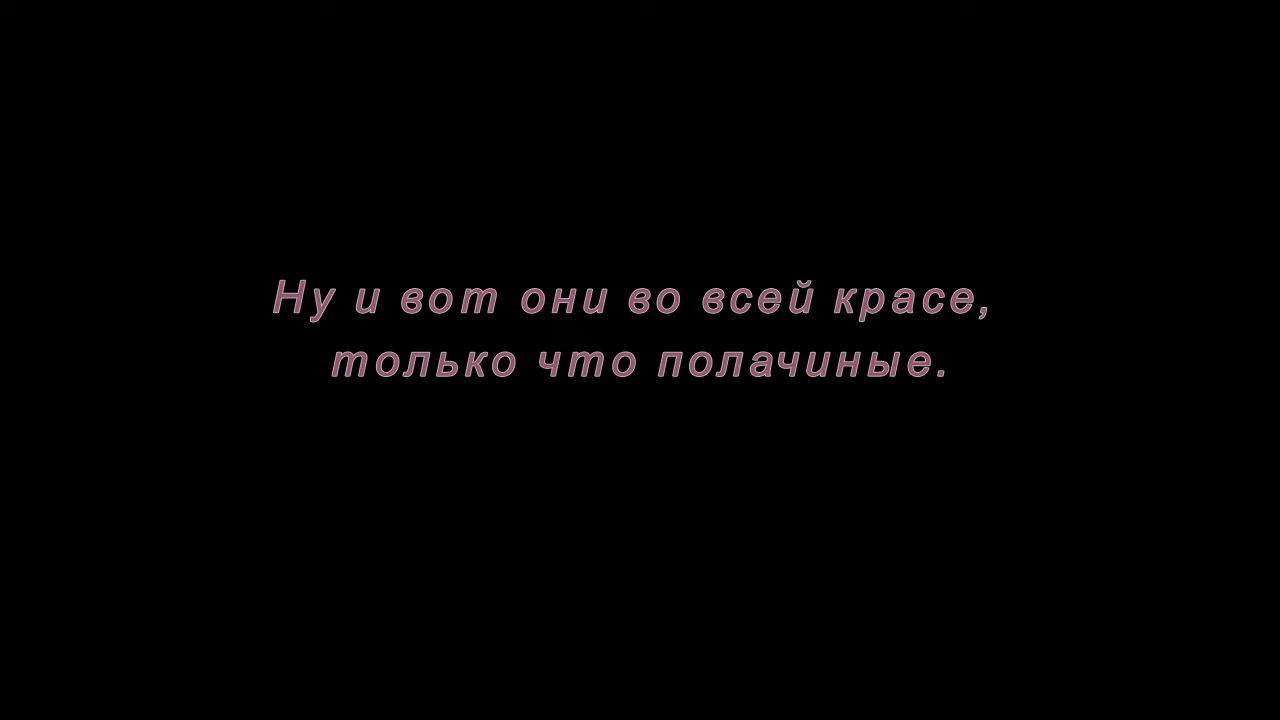 Ну и вот они во всей красе,
только что полачиные.